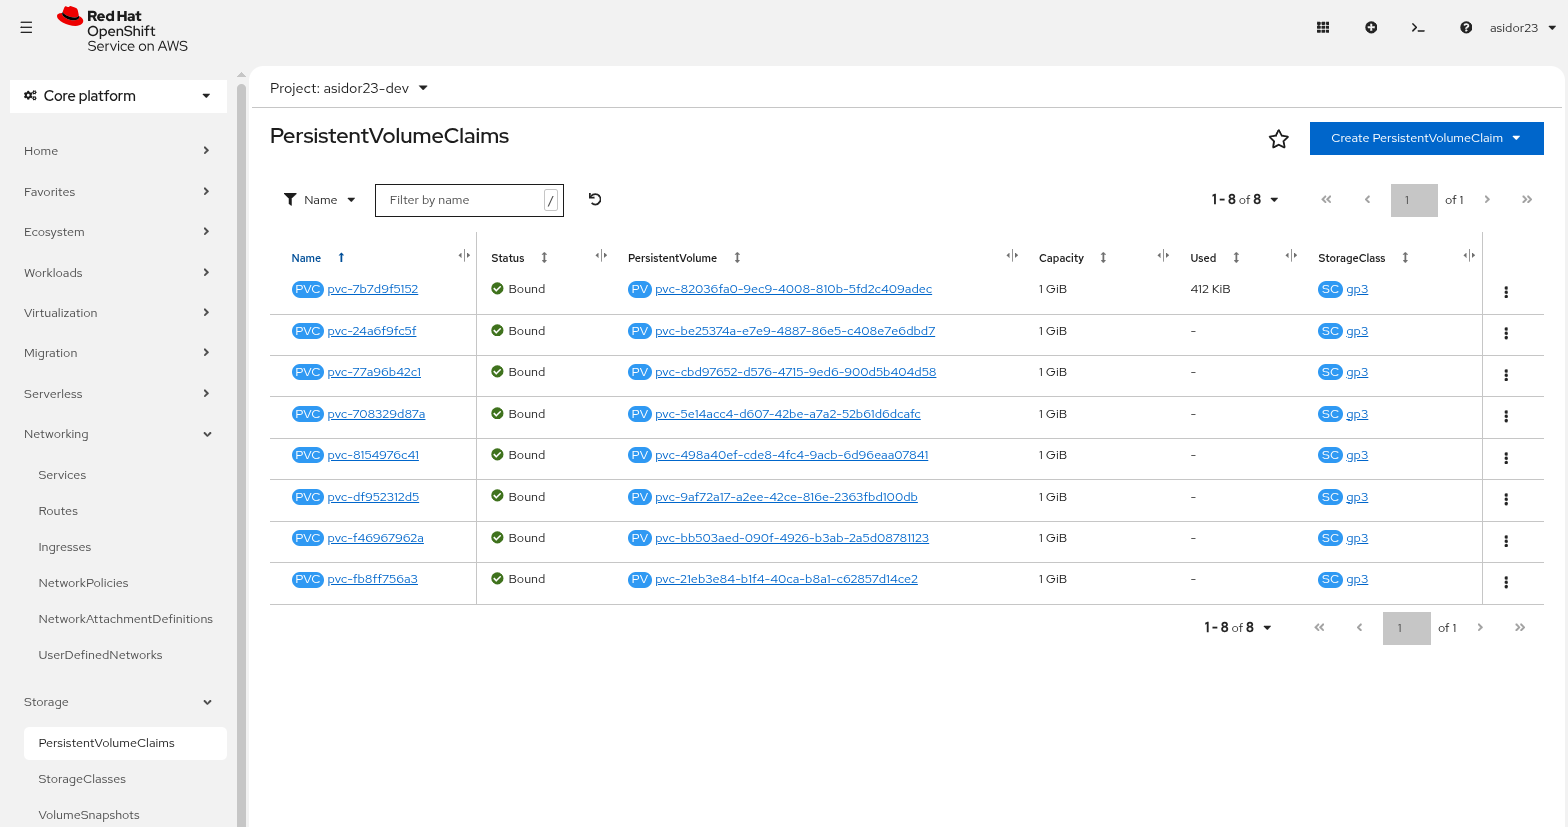 Red Hat
OpenShift
Service on AWS
asidor23
Core platform
Home
Favorites
Ecosystem
Workloads
Virtualization
Migration
Serverless
Networking
Services
Routes
Ingresses
NetworkPolicies
NetworkAttachmentDefinitions
UserDefinedNetworks
Storage
PersistentVolumeClaims
StorageClasses
VolumeSnapshots
Project: asidor23-dev
PersistentVolumeClaims
Create PersistentVolumeClaim
Name Filter by name / 1 - 8 of 8 1 of 1
Name Status PersistentVolume Capacity Used StorageClass
PVC pvc-7b7d9f5152 Bound PV pvc-82036fa0-9ec9-4008-810b-5fd2c409adec 1 GiB 412 KiB SC gp3
PVC pvc-24a6f9fc5f Bound PV pvc-be25374a-e7e9-4887-86e5-c408e7e6dbd7 1 GiB - SC gp3
PVC pvc-77a96b42c1 Bound PV pvc-cbd97652-d576-4715-9ed6-900d5b404d58 1 GiB - SC gp3
PVC pvc-708329d87a Bound PV pvc-5e14acc4-d607-42be-a7a2-52b61d6dcafc 1 GiB - SC gp3
PVC pvc-8154976c41 Bound PV pvc-498a40ef-cde8-4fc4-9acb-6d96eaa07841 1 GiB - SC gp3
PVC pvc-df952312d5 Bound PV pvc-9af72a17-a2ee-42ce-816e-2363fbd100db 1 GiB - SC gp3
PVC pvc-f46967962a Bound PV pvc-bb503aed-090f-4926-b3ab-2a5d08781123 1 GiB - SC gp3
PVC pvc-fb8ff756a3 Bound PV pvc-21eb3e84-b1f4-40ca-b8a1-c62857d14ce2 1 GiB - SC gp3
1 - 8 of 8 1 of 1